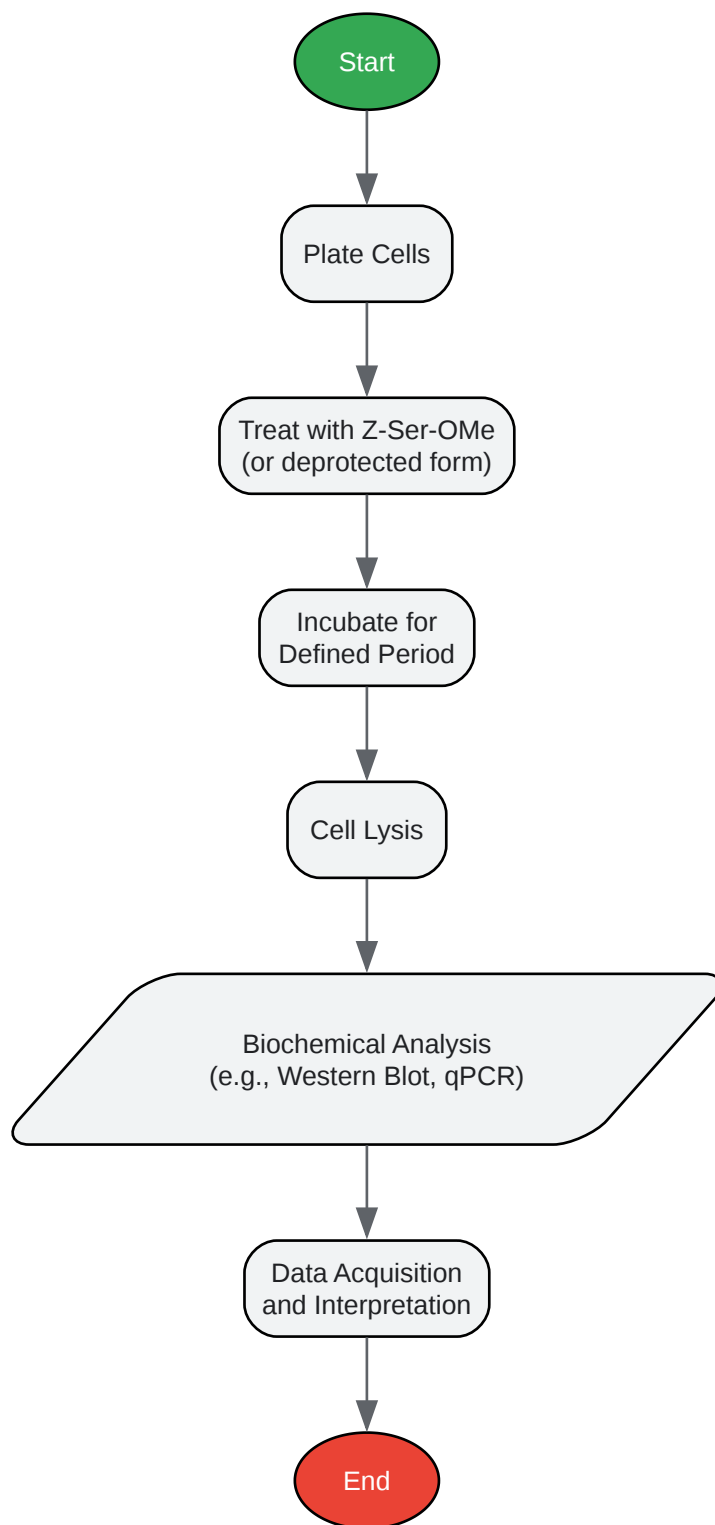 Start
Plate Cells
Treat with Z-Ser-OMe
(or deprotected form)
Incubate for
Defined Period
Cell Lysis
Biochemical Analysis
(e.g., Western Blot, qPCR)
Data Acquisition
and Interpretation
End